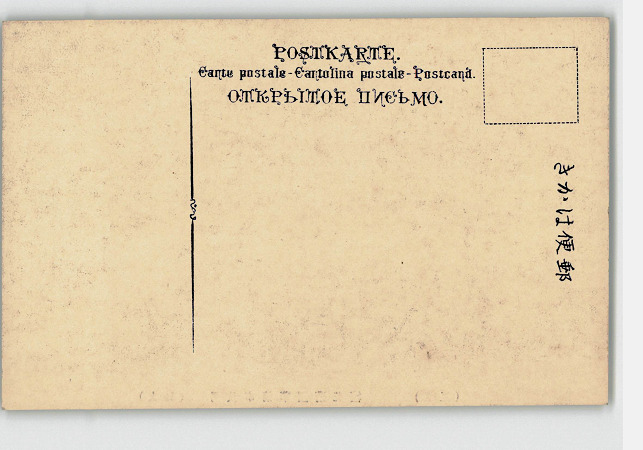 POSTKARTE.
Carte postale-Cartolina postale-Postcard.
ОТКРЫТОЕ ПИСЬМО.
きかは便郵